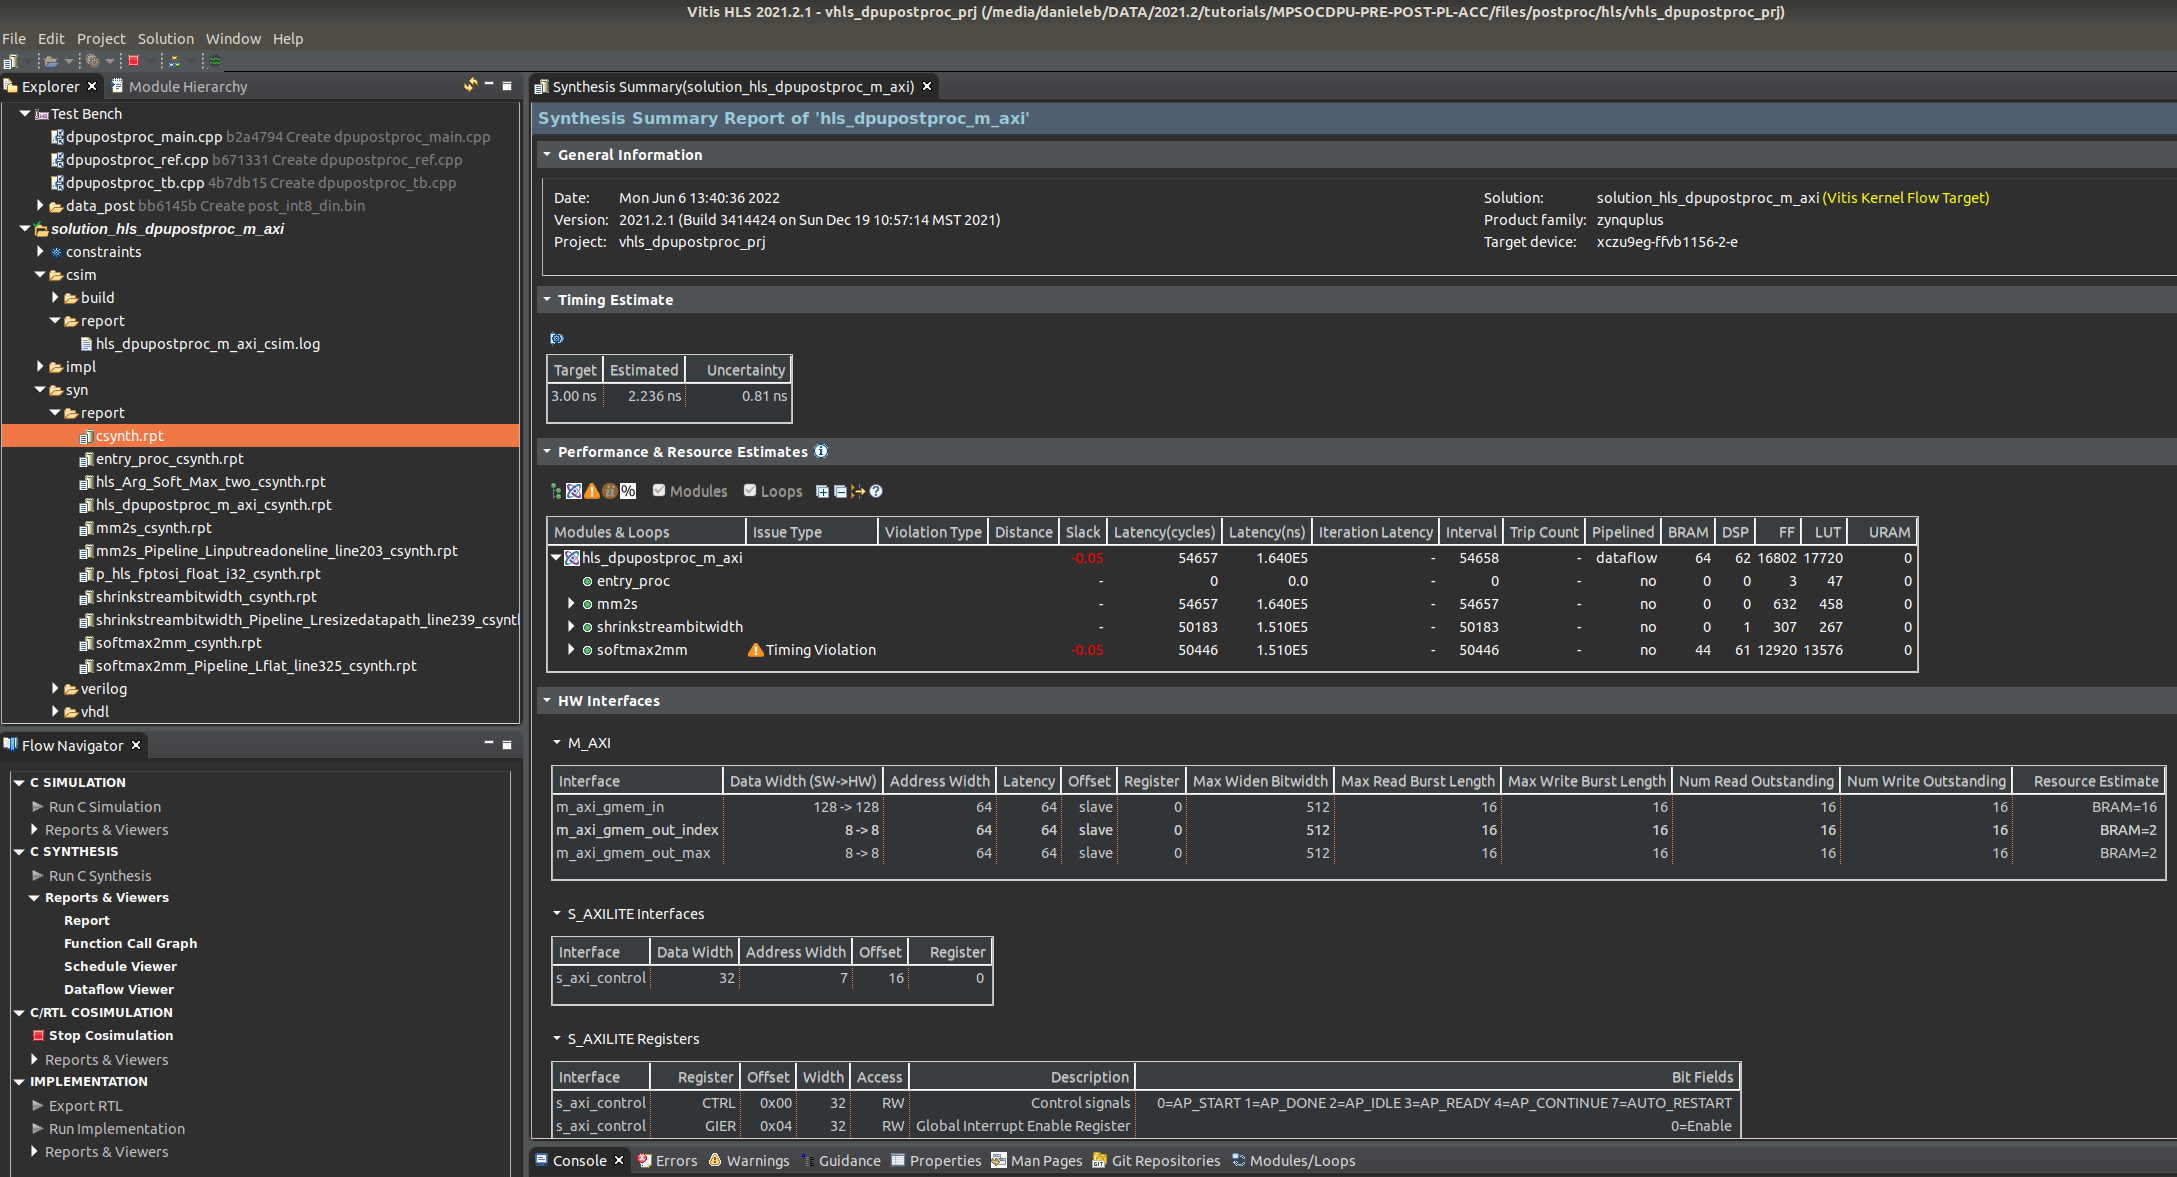 Vitis HLS 2021.2.1 - vhls_dpupostproc_prj (/media/danieleb/DATA/2021.2/tutorials/MPSOCDPU-PRE-POST-PL-ACC/files/postproc/hls/vhls_dpupostproc_prj)
File Edit Project Solution Window Help
Explorer Module Hierarchy
Test Bench
dpupostproc_main.cpp b2a4794 Create dpupostproc_main.cpp
dpupostproc_ref.cpp b671331 Create dpupostproc_ref.cpp
dpupostproc_tb.cpp 4b7db15 Create dpupostproc_tb.cpp
data_post bb6145b Create post_int8_din.bin
solution_hls_dpupostproc_m_axi
constraints
csim
build
report
hls_dpupostproc_m_axi_csim.log
impl
syn
report
csynth.rpt
entry_proc_csynth.rpt
hls_Arg_Soft_Max_two_csynth.rpt
hls_dpupostproc_m_axi_csynth.rpt
mm2s_csynth.rpt
mm2s_Pipeline_Linputreadoneline_line203_csynth.rpt
p_hls_fptosi_float_i32_csynth.rpt
shrinkstreambitwidth_csynth.rpt
shrinkstreambitwidth_Pipeline_Lresizedatapath_line239_csynt
softmax2mm_csynth.rpt
softmax2mm_Pipeline_Lflat_line325_csynth.rpt
verilog
vhdl
Flow Navigator
C SIMULATION
Run C Simulation
Reports & Viewers
C SYNTHESIS
Run C Synthesis
Reports & Viewers
Report
Function Call Graph
Schedule Viewer
Dataflow Viewer
C/RTL COSIMULATION
Stop Cosimulation
Reports & Viewers
IMPLEMENTATION
Export RTL
Run Implementation
Reports & Viewers
Synthesis Summary(solution_hls_dpupostproc_m_axi)
Synthesis Summary Report of 'hls_dpupostproc_m_axi'
General Information
Date: Mon Jun 6 13:40:36 2022
Version: 2021.2.1 (Build 3414424 on Sun Dec 19 10:57:14 MST 2021)
Project: vhls_dpupostproc_prj
Solution: solution_hls_dpupostproc_m_axi (Vitis Kernel Flow Target)
Product family: zynquplus
Target device: xczu9eg-ffvb1156-2-e
Timing Estimate
Target Estimated Uncertainty
3.00 ns 2.236 ns 0.81 ns
Performance & Resource Estimates
% Modules Loops
Modules & Loops Issue Type Violation Type Distance Slack Latency(cycles) Latency(ns) Iteration Latency Interval Trip Count Pipelined BRAM DSP FF LUT URAM
hls_dpupostproc_m_axi -0.05 54657 1.640E5 - 54658 - dataflow 64 62 16802 17720 0
entry_proc - 0 0.0 - 0 - no 0 0 3 47 0
mm2s - 54657 1.640E5 - 54657 - no 0 0 632 458 0
shrinkstreambitwidth - 50183 1.510E5 - 50183 - no 0 1 307 267 0
softmax2mm Timing Violation -0.05 50446 1.510E5 - 50446 - no 44 61 12920 13576 0
HW Interfaces
M_AXI
Interface Data Width (SW->HW) Address Width Latency Offset Register Max Widen Bitwidth Max Read Burst Length Max Write Burst Length Num Read Outstanding Num Write Outstanding Resource Estimate
m_axi_gmem_in 128 -> 128 64 64 slave 0 512 16 16 16 16 BRAM=16
m_axi_gmem_out_index 8 -> 8 64 64 slave 0 512 16 16 16 16 BRAM=2
m_axi_gmem_out_max 8 -> 8 64 64 slave 0 512 16 16 16 16 BRAM=2
S_AXILITE Interfaces
Interface Data Width Address Width Offset Register
s_axi_control 32 7 16 0
S_AXILITE Registers
Interface Register Offset Width Access Description Bit Fields
s_axi_control CTRL 0x00 32 RW Control signals 0=AP_START 1=AP_DONE 2=AP_IDLE 3=AP_READY 4=AP_CONTINUE 7=AUTO_RESTART
s_axi_control GIER 0x04 32 RW Global Interrupt Enable Register 0=Enable
Console Errors Warnings Guidance Properties Man Pages Git Repositories Modules/Loops